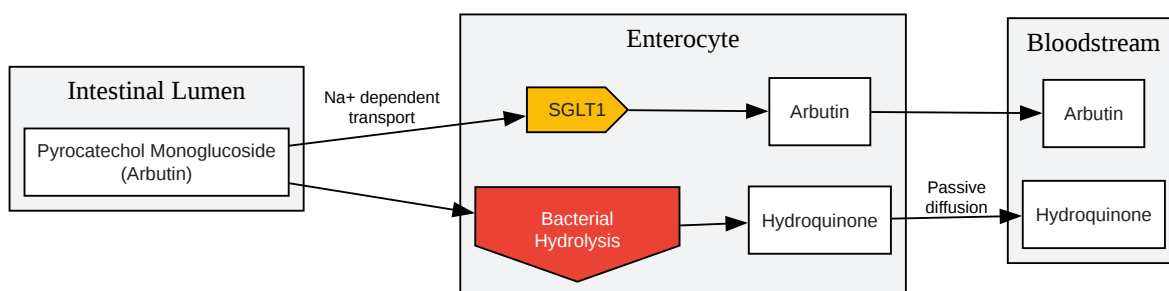 Intestinal Lumen
Pyrocatechol Monoglucoside
(Arbutin)
Na+ dependent
transport
Enterocyte
SGLT1
Arbutin
Bacterial
Hydrolysis
Hydroquinone
Passive
diffusion
Bloodstream
Arbutin
Hydroquinone